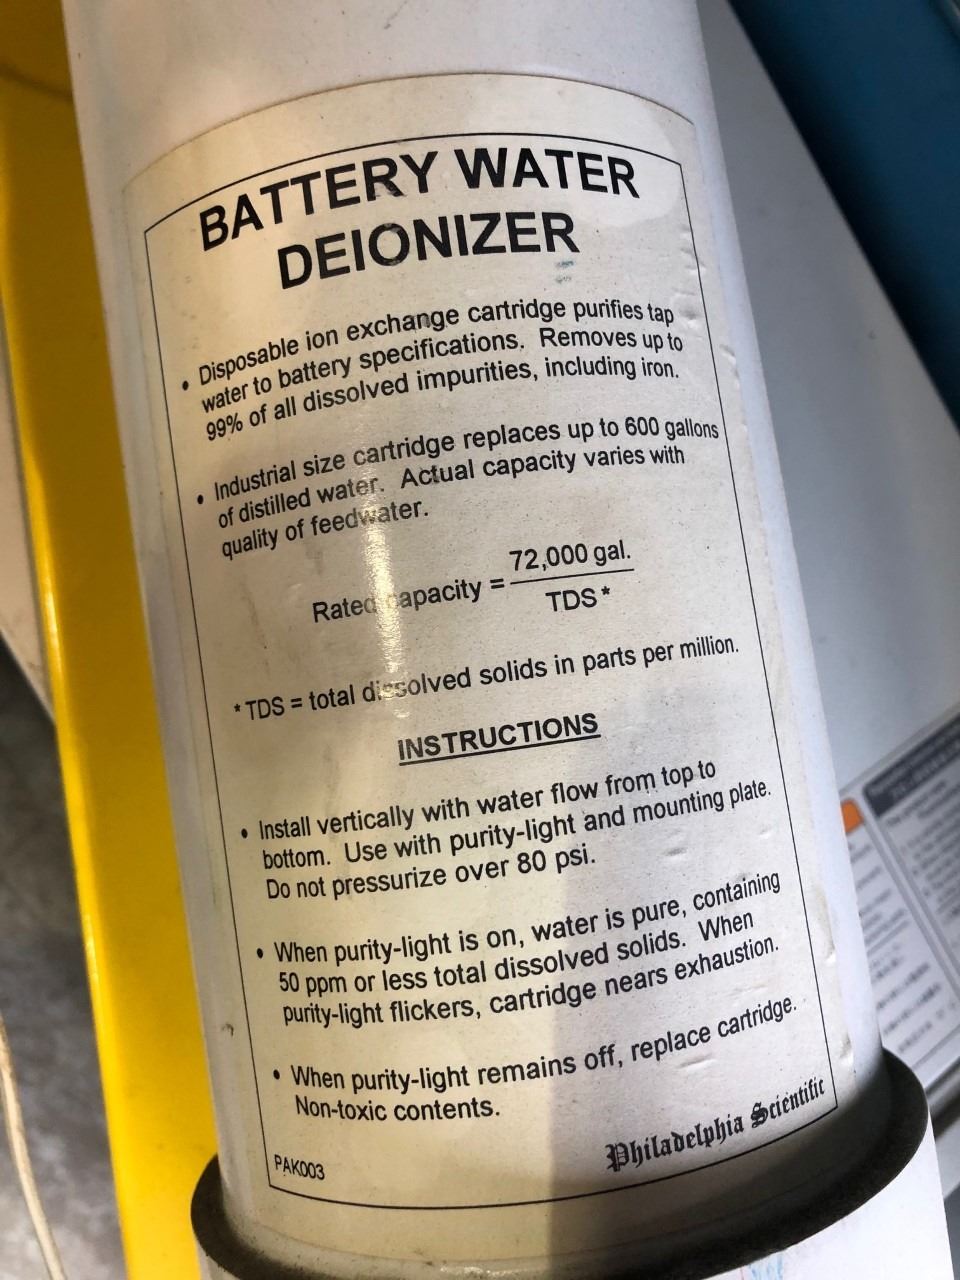 BATTERY WATER
DEIONIZER
• Disposable ion exchange cartridge purifies tap
water to battery specifications. Removes up to
99% of all dissolved impurities, including iron.
• Industrial size cartridge replaces up to 600 gallons
of distilled water. Actual capacity varies with
quality of feedwater.
Rated capacity = 72,000 gal.
TDS*
* TDS = total dissolved solids in parts per million.
INSTRUCTIONS
• Install vertically with water flow from top to
bottom. Use with purity-light and mounting plate.
Do not pressurize over 80 psi.
• When purity-light is on, water is pure, containing
50 ppm or less total dissolved solids. When
purity-light flickers, cartridge nears exhaustion.
• When purity-light remains off, replace cartridge.
Non-toxic contents.
PAK003
Philadelphia Scientific